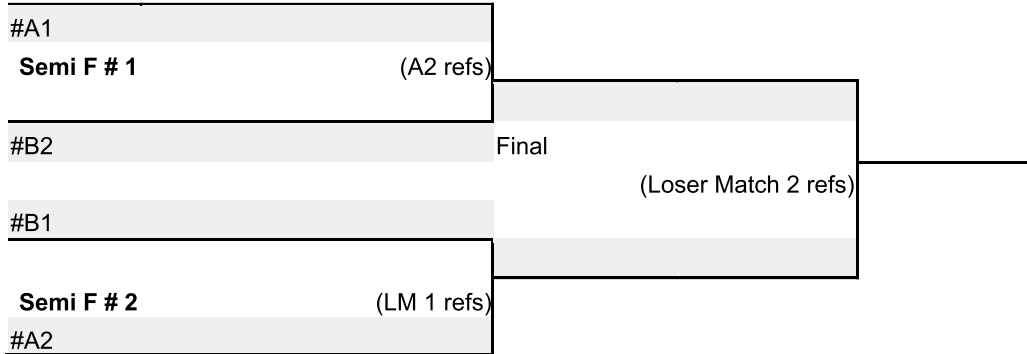 #A1
Semi F # 1 (A2 refs)
#B2
Final
(Loser Match 2 refs)
#B1
Semi F # 2 (LM 1 refs)
#A2